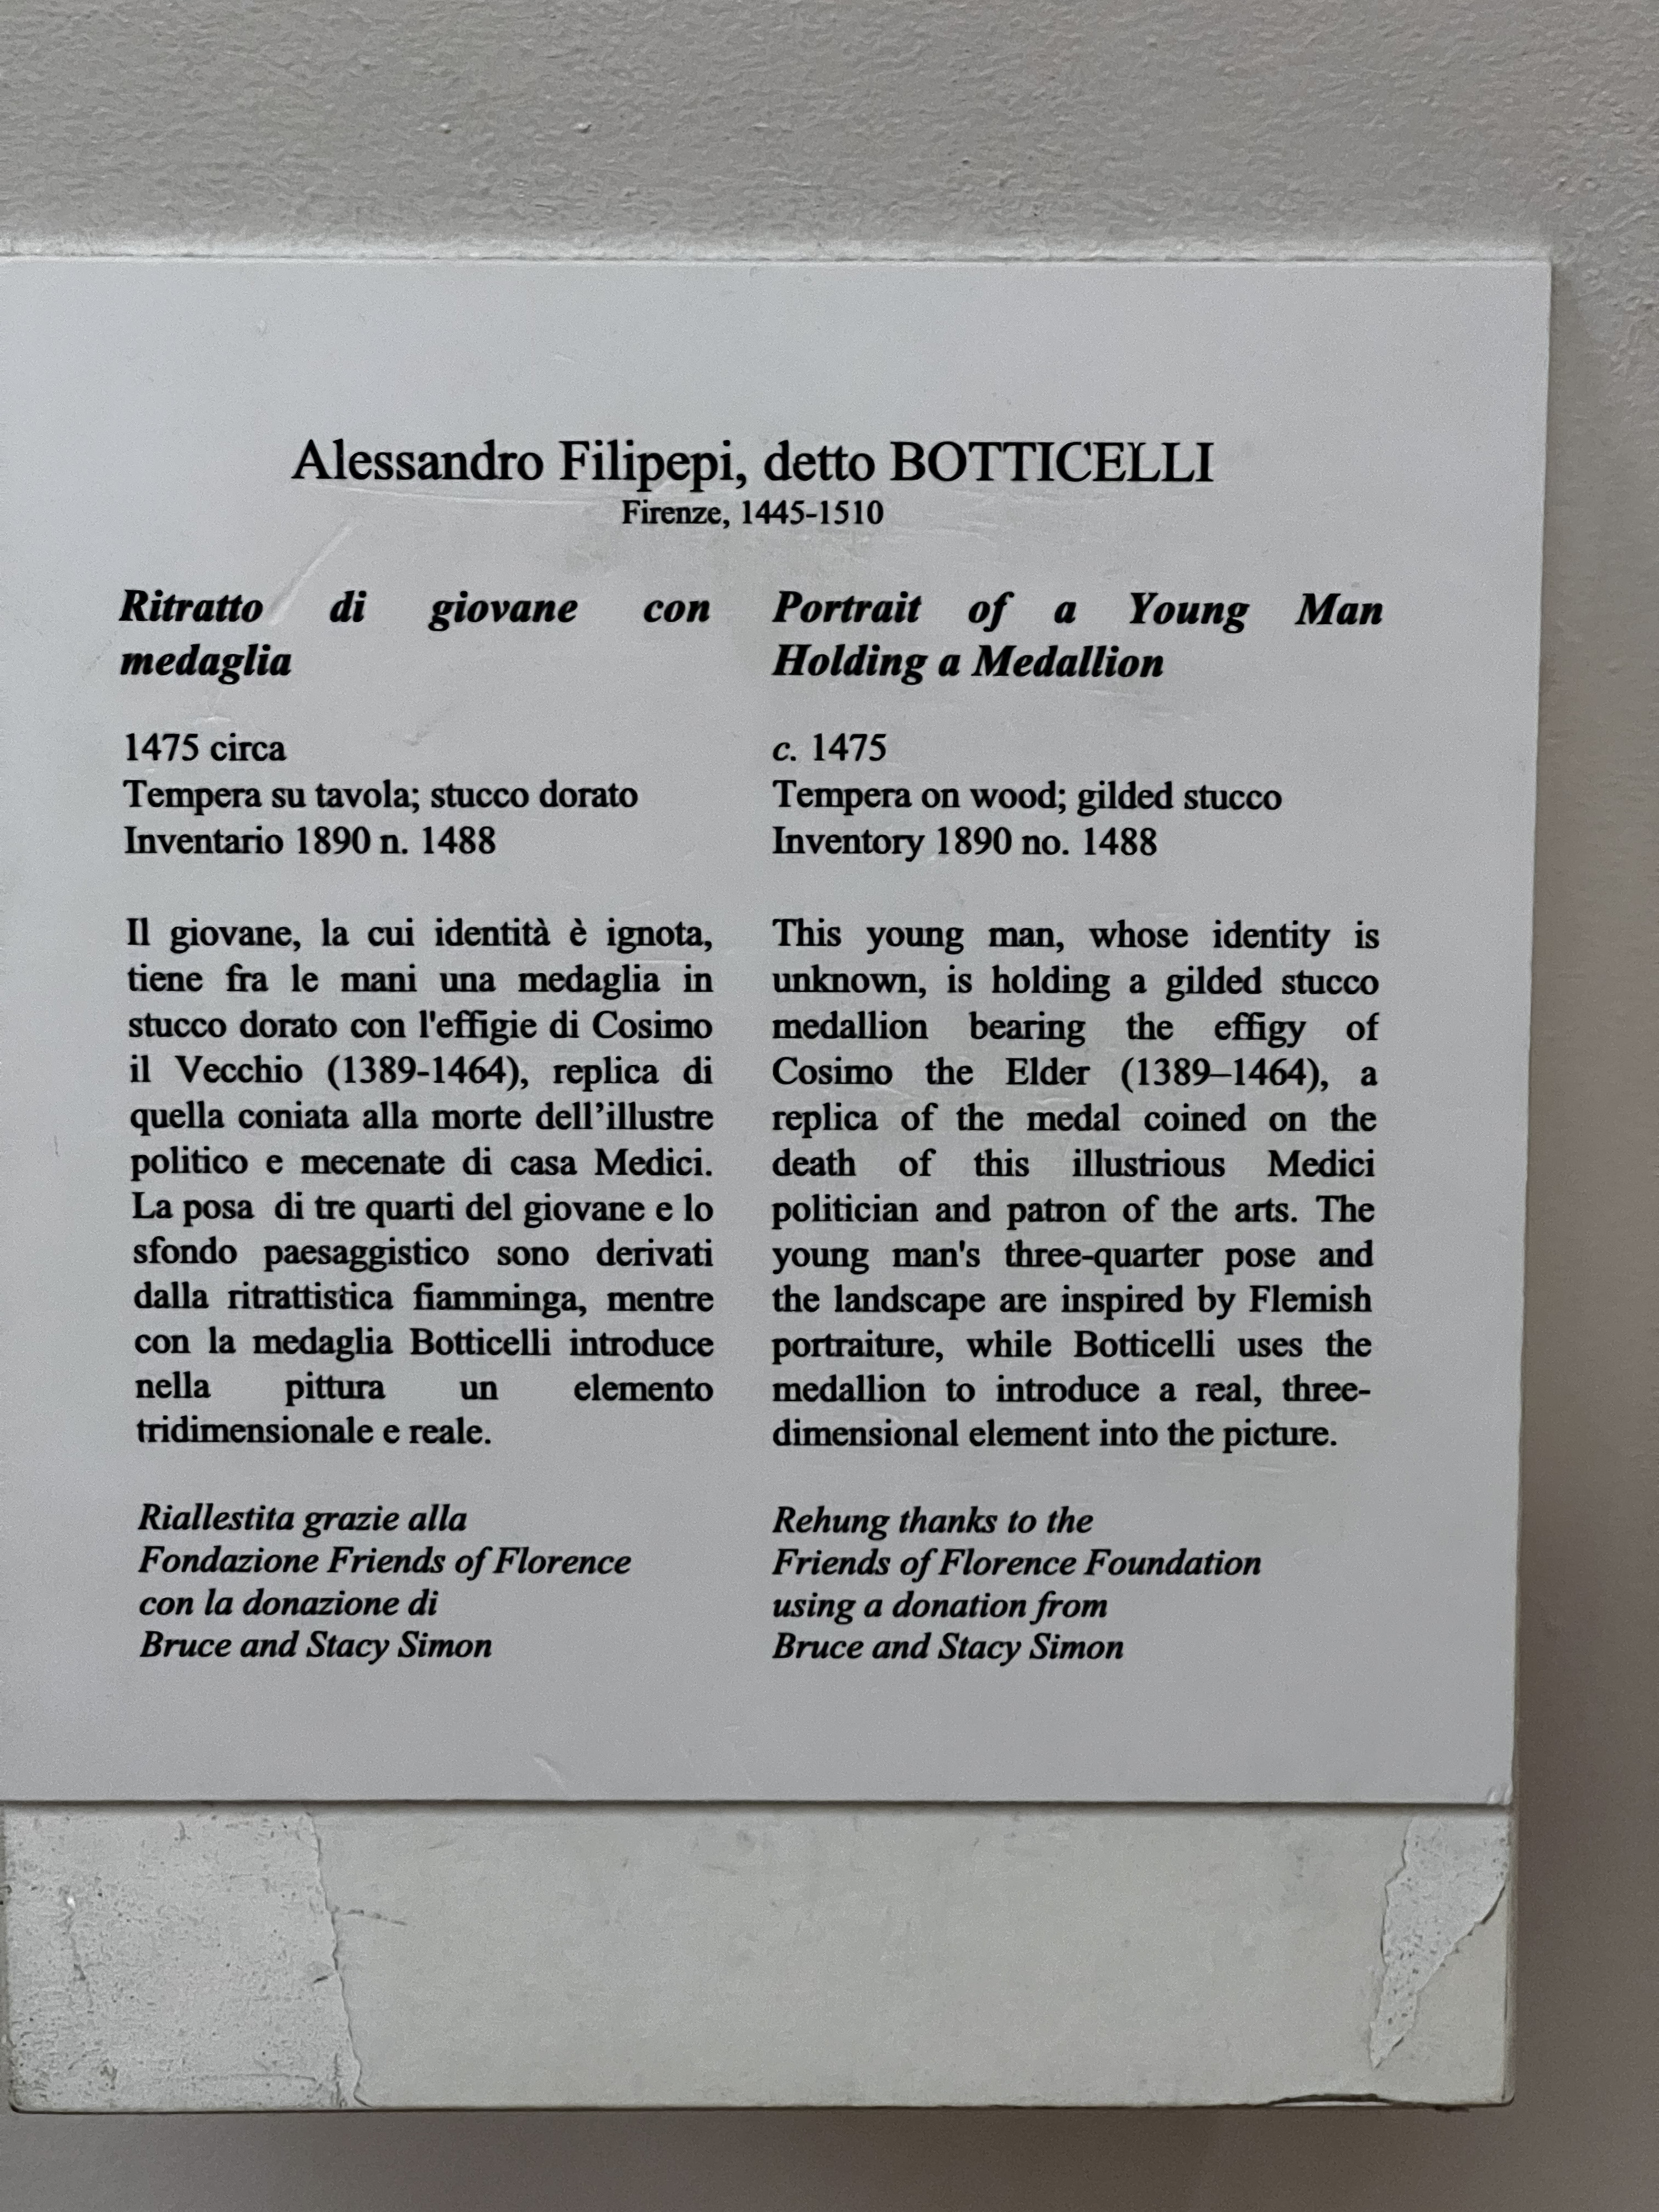 Alessandro Filipepi, detto BOTTICELLI
Firenze, 1445-1510
Ritratto di giovane con
medaglia
1475 circa
Tempera su tavola; stucco dorato
Inventario 1890 n. 1488
Il giovane, la cui identità è ignota,
tiene fra le mani una medaglia in
stucco dorato con l'effigie di Cosimo
il Vecchio (1389-1464), replica di
quella coniata alla morte dell’illustre
politico e mecenate di casa Medici.
La posa di tre quarti del giovane e lo
sfondo paesaggistico sono derivati
dalla ritrattistica fiamminga, mentre
con la medaglia Botticelli introduce
nella pittura un elemento
tridimensionale e reale.
Riallestita grazie alla
Fondazione Friends of Florence
con la donazione di
Bruce and Stacy Simon
Portrait of a Young Man
Holding a Medallion
c. 1475
Tempera on wood; gilded stucco
Inventory 1890 no. 1488
This young man, whose identity is
unknown, is holding a gilded stucco
medallion bearing the effigy of
Cosimo the Elder (1389–1464), a
replica of the medal coined on the
death of this illustrious Medici
politician and patron of the arts. The
young man's three-quarter pose and
the landscape are inspired by Flemish
portraiture, while Botticelli uses the
medallion to introduce a real, three-
dimensional element into the picture.
Rehung thanks to the
Friends of Florence Foundation
using a donation from
Bruce and Stacy Simon